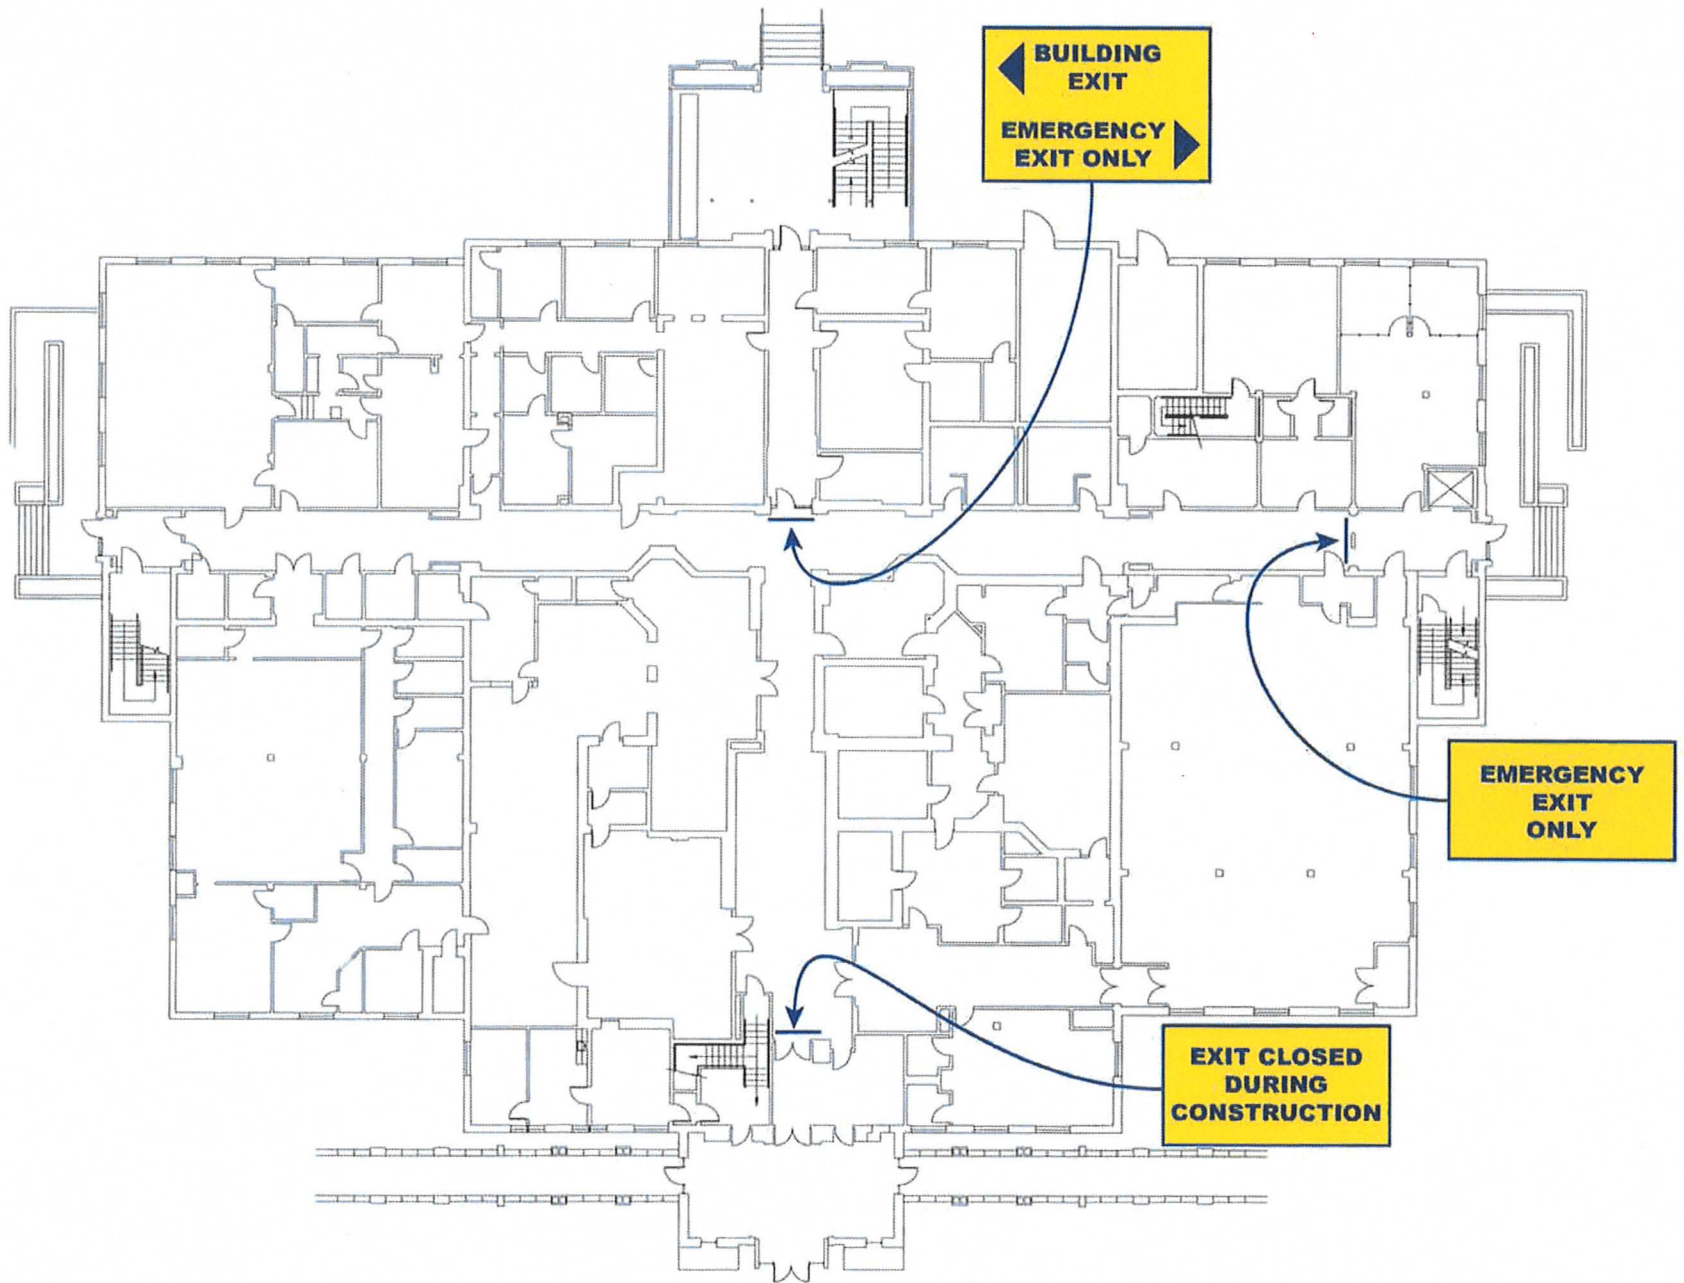 BUILDING
EXIT
EMERGENCY
EXIT ONLY
EMERGENCY
EXIT
ONLY
EXIT CLOSED
DURING
CONSTRUCTION